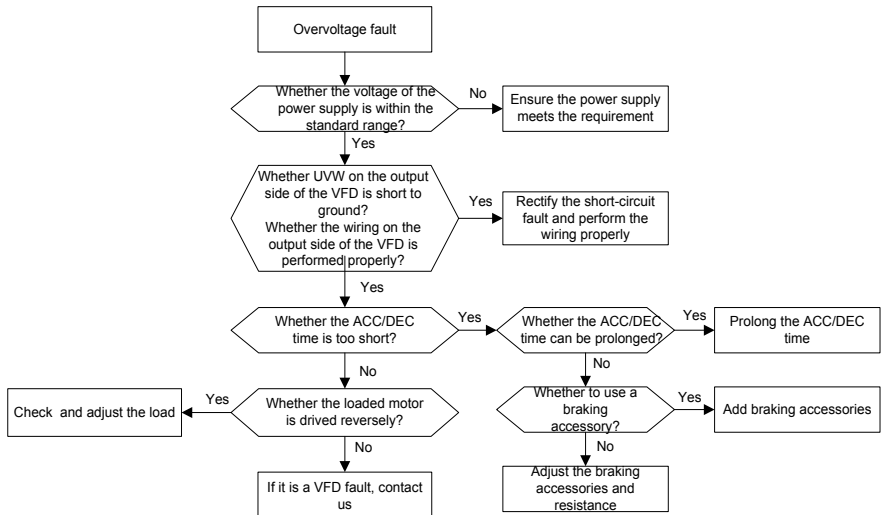 Overvoltage fault
Whether the voltage of the
power supply is within the
standard range?
No
Ensure the power supply
meets the requirement
Yes
Whether UVW on the output
side of the VFD is short to
ground?
Whether the wiring on the
output side of the VFD is
performed properly?
Yes
Rectify the short-circuit
fault and perform the
wiring properly
Yes
Whether the ACC/DEC
time is too short?
Yes
Whether the ACC/DEC
time can be prolonged?
Yes
Prolong the ACC/DEC
time
No
No
Check and adjust the load
Yes
Whether the loaded motor
is drived reversely?
Whether to use a
braking
accessory?
Yes
Add braking accessories
No
No
If it is a VFD fault, contact
us
Adjust the braking
accessories and
resistance